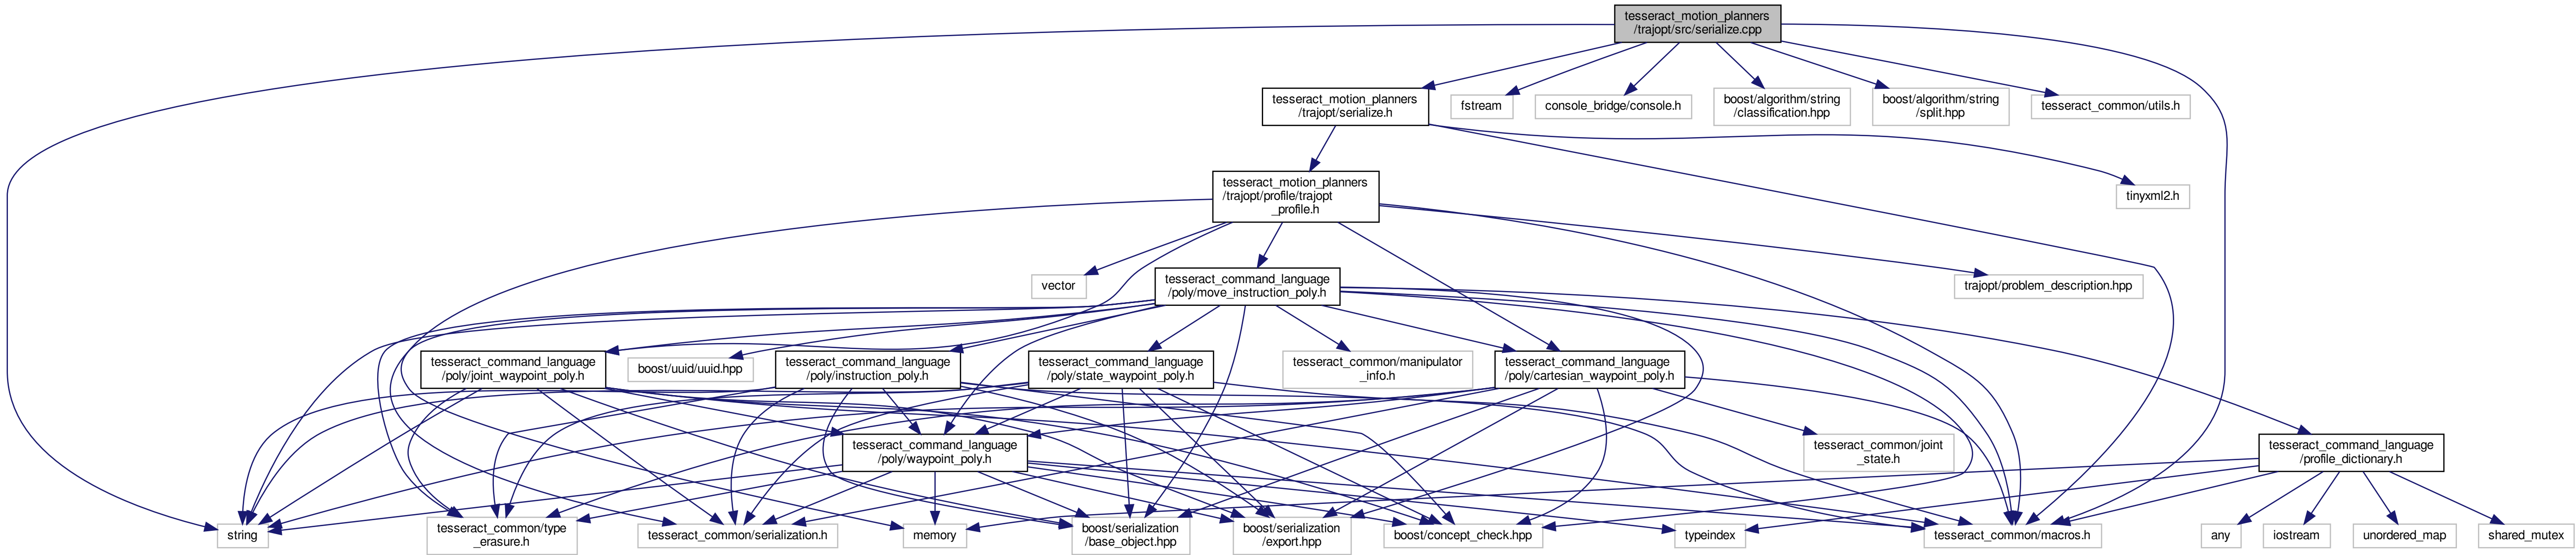 tesseract_motion_planners
/trajopt/src/serialize.cpp
tesseract_motion_planners
/trajopt/serialize.h
fstream
console_bridge/console.h
boost/algorithm/string
/classification.hpp
boost/algorithm/string
/split.hpp
tesseract_common/utils.h
tesseract_motion_planners
/trajopt/profile/trajopt
_profile.h
tinyxml2.h
vector
tesseract_command_language
/poly/move_instruction_poly.h
trajopt/problem_description.hpp
tesseract_command_language
/poly/joint_waypoint_poly.h
boost/uuid/uuid.hpp
tesseract_command_language
/poly/instruction_poly.h
tesseract_command_language
/poly/state_waypoint_poly.h
tesseract_common/manipulator
_info.h
tesseract_command_language
/poly/cartesian_waypoint_poly.h
tesseract_command_language
/poly/waypoint_poly.h
tesseract_common/joint
_state.h
tesseract_command_language
/profile_dictionary.h
string
tesseract_common/type
_erasure.h
tesseract_common/serialization.h
memory
boost/serialization
/base_object.hpp
boost/serialization
/export.hpp
boost/concept_check.hpp
typeindex
tesseract_common/macros.h
any
iostream
unordered_map
shared_mutex